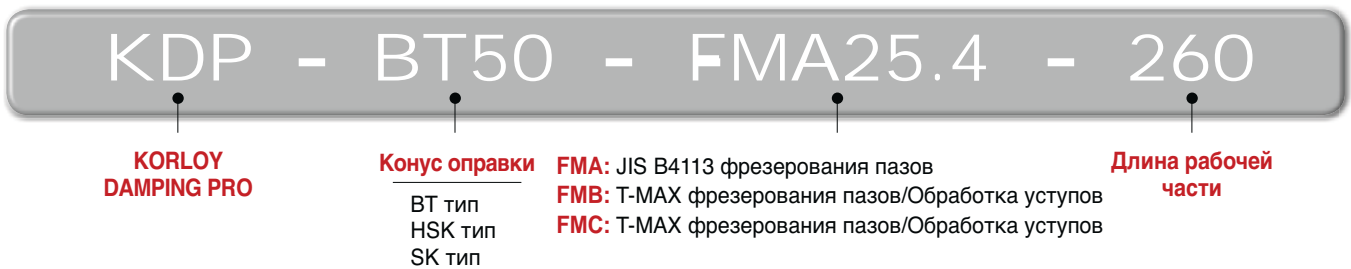 KDP - BT50 - FMA25.4 - 260
KORLOY
DAMPING PRO
Конус оправки
BT тип
HSK тип
SK тип
FMA: JIS B4113 фрезерования пазов
FMB: T-MAX фрезерования пазов/Обработка уступов
FMC: T-MAX фрезерования пазов/Обработка уступов
Длина рабочей
части